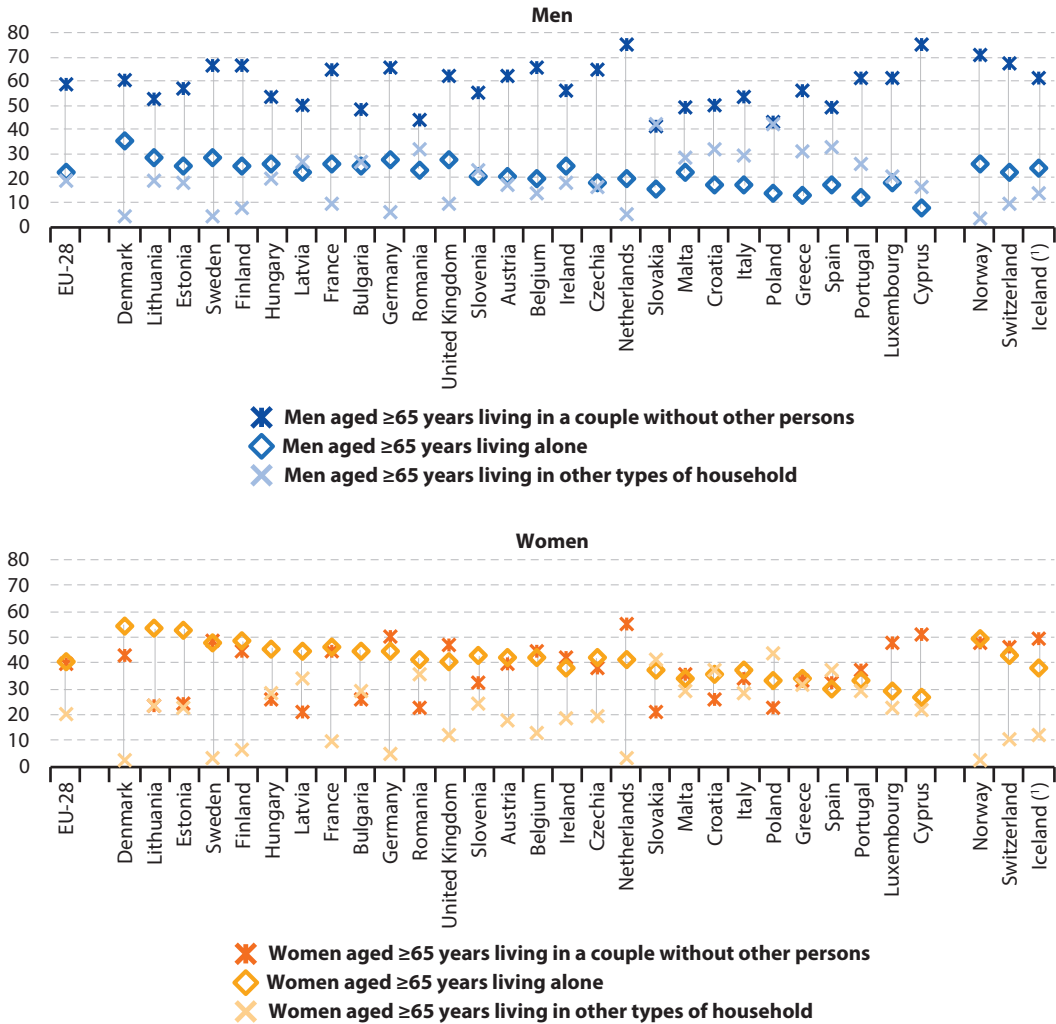 Men
80
70
60
50
40
30
20
10
0
EU-28
Denmark
Lithuania
Estonia
Sweden
Finland
Hungary
Latvia
France
Bulgaria
Germany
Romania
United Kingdom
Slovenia
Austria
Belgium
Ireland
Czechia
Netherlands
Slovakia
Malta
Croatia
Italy
Poland
Greece
Spain
Portugal
Luxembourg
Cyprus
Norway
Switzerland
Iceland (¹)
Men aged ≥65 years living in a couple without other persons
Men aged ≥65 years living alone
Men aged ≥65 years living in other types of household
Women
80
70
60
50
40
30
20
10
0
EU-28
Denmark
Lithuania
Estonia
Sweden
Finland
Hungary
Latvia
France
Bulgaria
Germany
Romania
United Kingdom
Slovenia
Austria
Belgium
Ireland
Czechia
Netherlands
Slovakia
Malta
Croatia
Italy
Poland
Greece
Spain
Portugal
Luxembourg
Cyprus
Norway
Switzerland
Iceland (¹)
Women aged ≥65 years living in a couple without other persons
Women aged ≥65 years living alone
Women aged ≥65 years living in other types of household